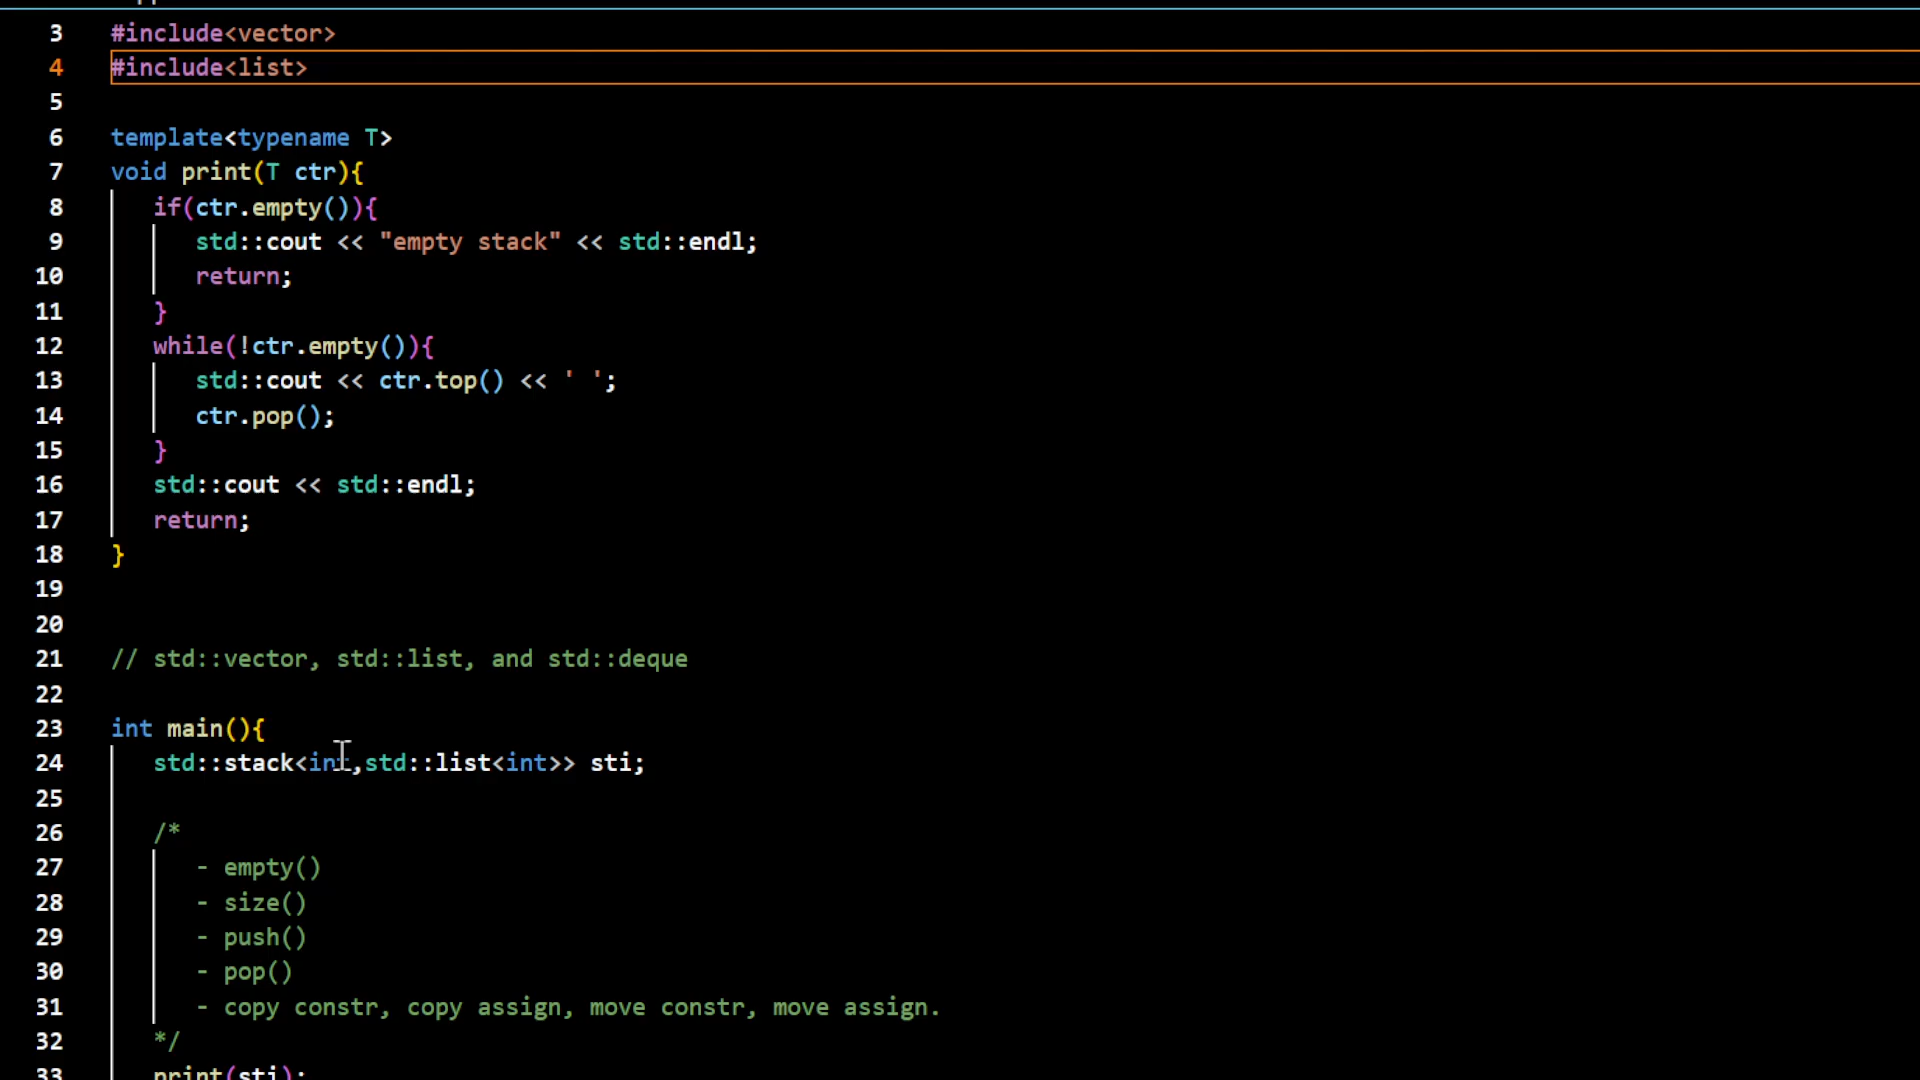 3 #include<vector>
4 #include<list>
5
6 template<typename T>
7 void print(T ctr){
8 if(ctr.empty()){
9 std::cout << "empty stack" << std::endl;
10 return;
11 }
12 while(!ctr.empty()){
13 std::cout << ctr.top() << ' ';
14 ctr.pop();
15 }
16 std::cout << std::endl;
17 return;
18 }
19
20
21 // std::vector, std::list, and std::deque
22
23 int main(){
24 std::stack<int,std::list<int>> sti;
25
26 /*
27 - empty()
28 - size()
29 - push()
30 - pop()
31 - copy constr, copy assign, move constr, move assign.
32 */
33 print(sti);